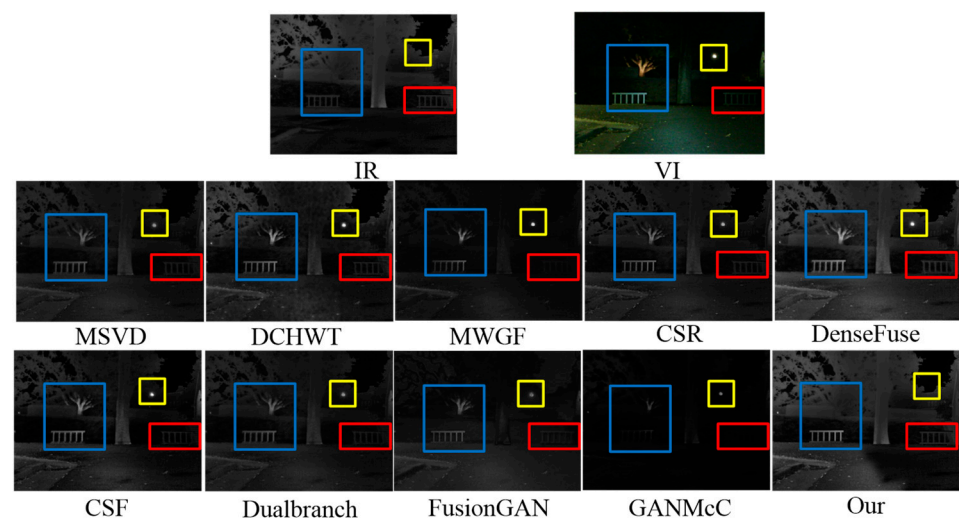 IR VI
MSVD DCHWT MWGF CSR DenseFuse
CSF Dualbranch FusionGAN GANMcC Our